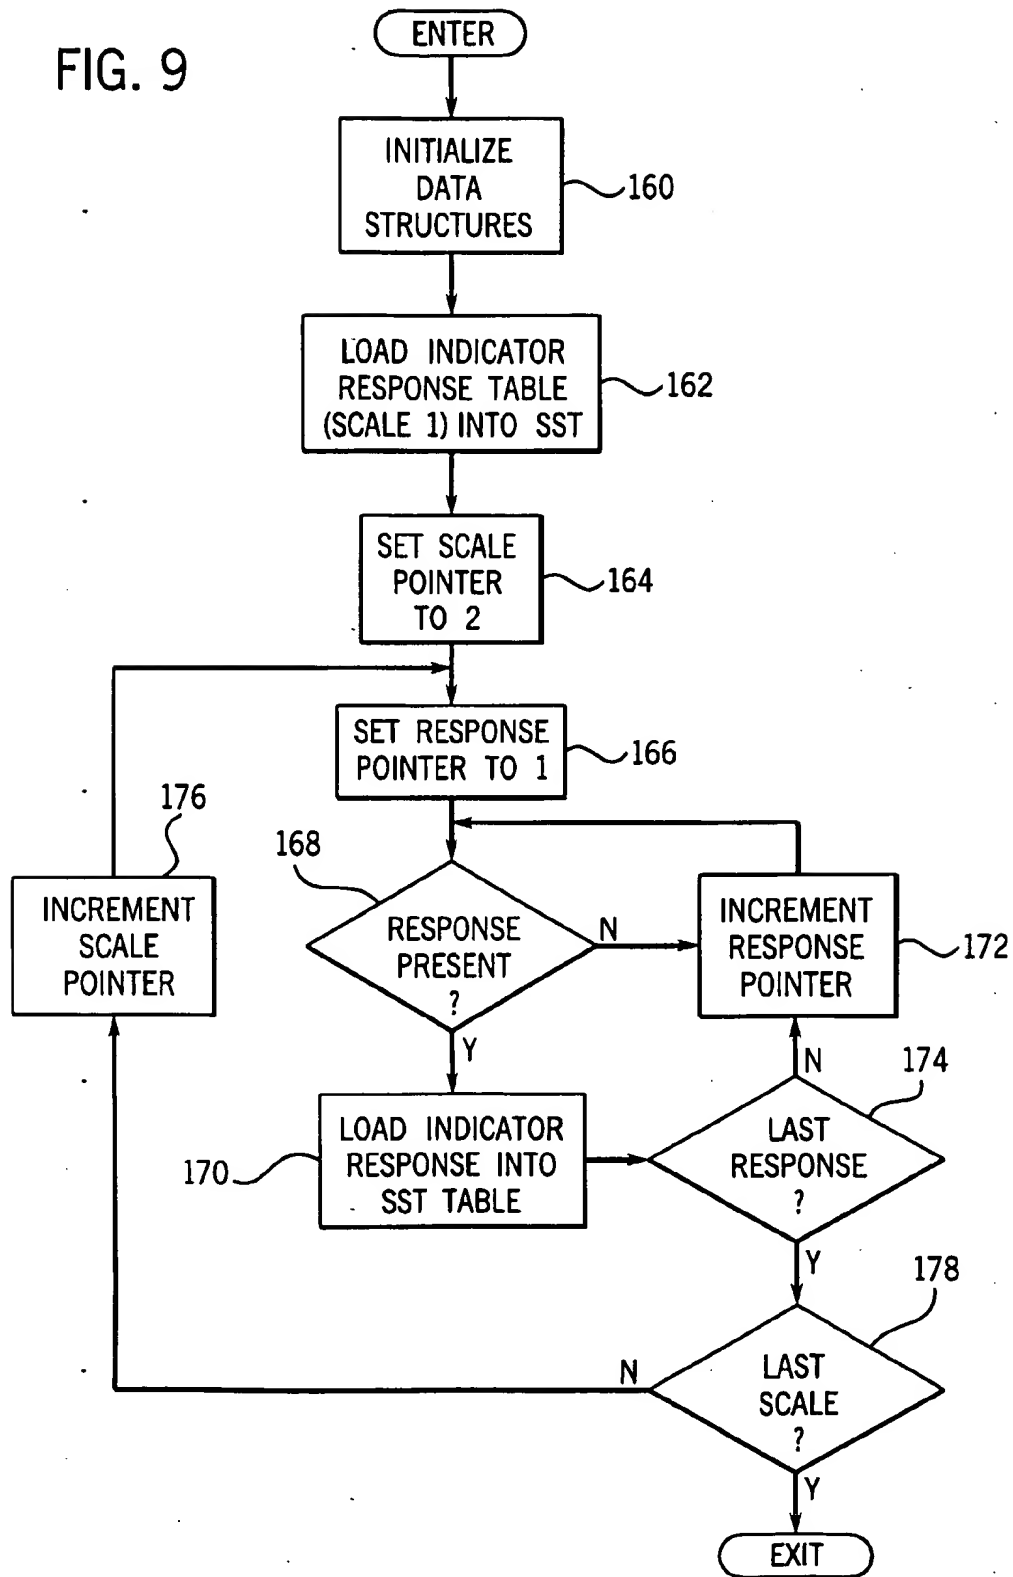 FIG. 9
ENTER
INITIALIZE
DATA
STRUCTURES
160
LOAD INDICATOR
RESPONSE TABLE
(SCALE 1) INTO SST
162
SET SCALE
POINTER
TO 2
164
SET RESPONSE
POINTER TO 1
166
176
INCREMENT
SCALE
POINTER
168
RESPONSE
PRESENT
?
N
Y
INCREMENT
RESPONSE
POINTER
172
LOAD INDICATOR
RESPONSE INTO
SST TABLE
170
N
174
LAST
RESPONSE
?
Y
178
N
LAST
SCALE
?
Y
EXIT